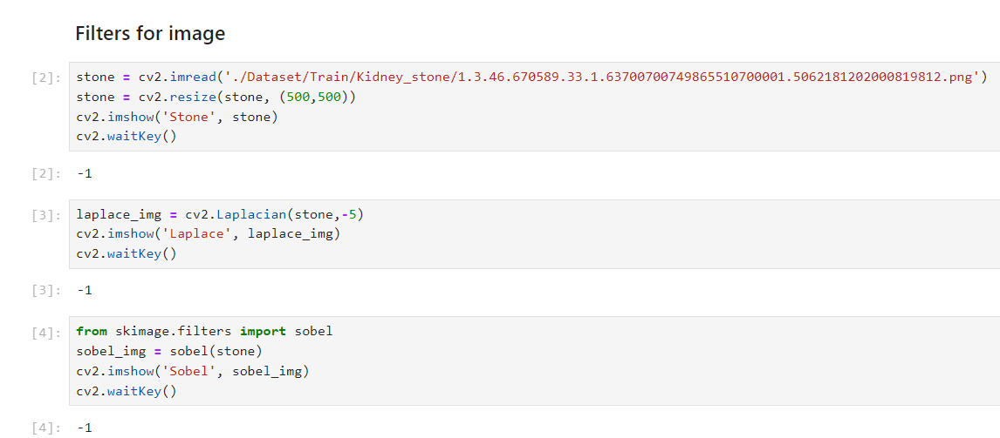 Filters for image
[2]: stone = cv2.imread('./Dataset/Train/Kidney_stone/1.3.46.670589.33.1.63700700749865510700001.5062181202000819812.png')
stone = cv2.resize(stone, (500,500))
cv2.imshow('Stone', stone)
cv2.waitKey()
[2]: -1
[3]: laplace_img = cv2.Laplacian(stone,-5)
cv2.imshow('Laplace', laplace_img)
cv2.waitKey()
[3]: -1
[4]: from skimage.filters import sobel
sobel_img = sobel(stone)
cv2.imshow('Sobel', sobel_img)
cv2.waitKey()
[4]: -1